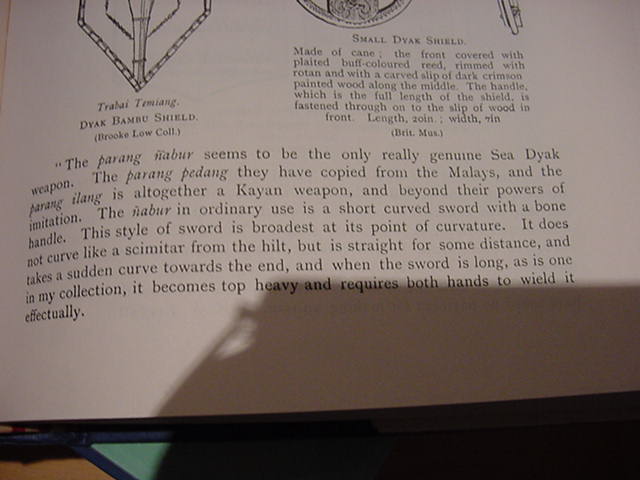 Trabai Temiang.
DYAK BAMBU SHIELD.
(Brooke Low Coll.)
SMALL DYAK SHIELD.
Made of cane; the front covered with
plaited buff-coloured reed, rimmed with
rotan and with a carved slip of dark crimson
painted wood along the middle. The handle,
which is the full length of the shield, is
fastened through on to the slip of wood in
front. Length, 20in.; width, 7in
(Brit. Mus.)
"The parang ñabur seems to be the only really genuine Sea Dyak
weapon. The parang pedang they have copied from the Malays, and the
parang ilang is altogether a Kayan weapon, and beyond their powers of
imitation. The ñabur in ordinary use is a short curved sword with a bone
handle. This style of sword is broadest at its point of curvature. It does
not curve like a scimitar from the hilt, but is straight for some distance, and
takes a sudden curve towards the end, and when the sword is long, as is one
in my collection, it becomes top heavy and requires both hands to wield it
effectually.